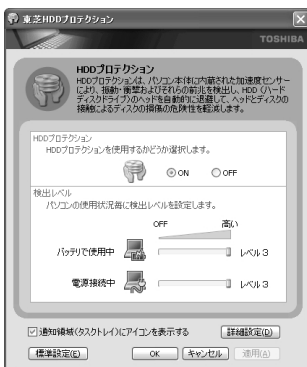 東芝HDDプロテクション
TOSHIBA
HDDプロテクション
HDDプロテクションは、パソコン本体に内蔵された加速度センサー
により、振動・衝撃およびそれらの前兆を検出し、HDD (ハード
ディスクドライブ)のヘッドを自動的に退避して、ヘッドとディスクの
接触によるディスクの損傷の危険性を軽減します。
HDDプロテクション
HDDプロテクションを使用するかどうか選択します。
ON OFF
検出レベル
パソコンの使用状況毎に検出レベルを設定します。
OFF 高い
バッテリで使用中 レベル 3
電源接続中 レベル 3
通知領域(タスクトレイ)にアイコンを表示する 詳細設定(D)
標準設定(E) OK キャンセル 適用(A)